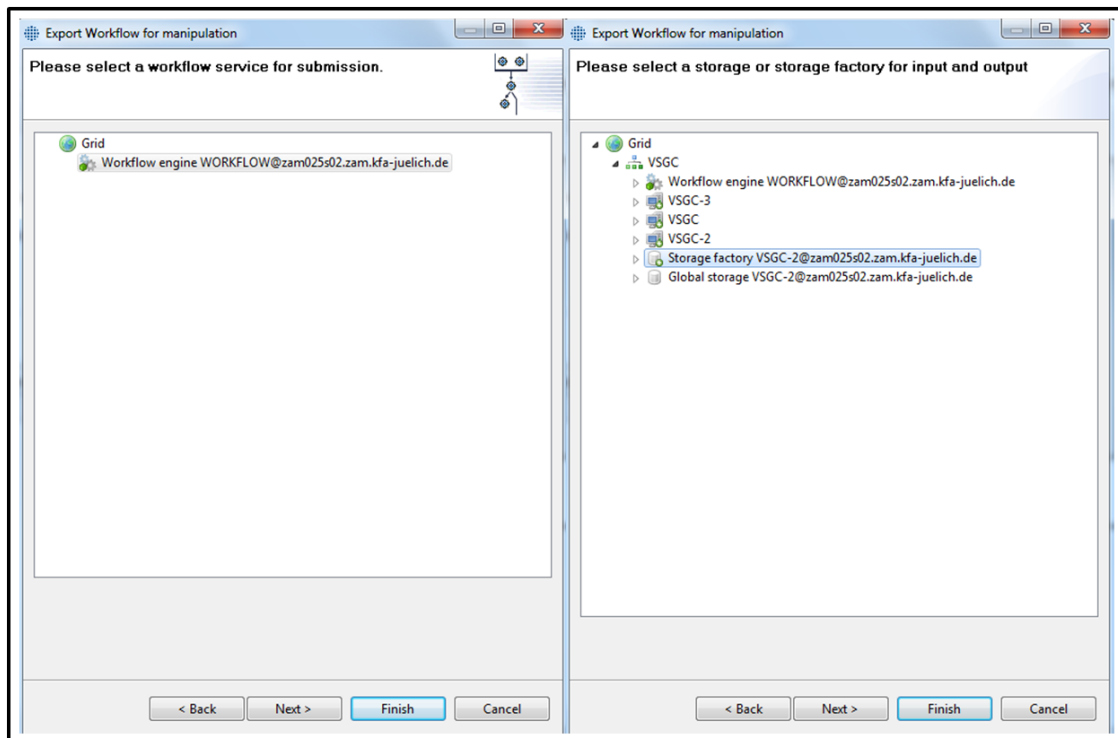 Export Workflow for manipulation
Please select a workflow service for submission.
Grid
Workflow engine WORKFLOW@zam025s02.zam.kfa-juelich.de
< Back
Next >
Finish
Cancel
Export Workflow for manipulation
Please select a storage or storage factory for input and output
Grid
VSGC
Workflow engine WORKFLOW@zam025s02.zam.kfa-juelich.de
VSGC-3
VSGC
VSGC-2
Storage factory VSGC-2@zam025s02.zam.kfa-juelich.de
Global storage VSGC-2@zam025s02.zam.kfa-juelich.de
< Back
Next >
Finish
Cancel